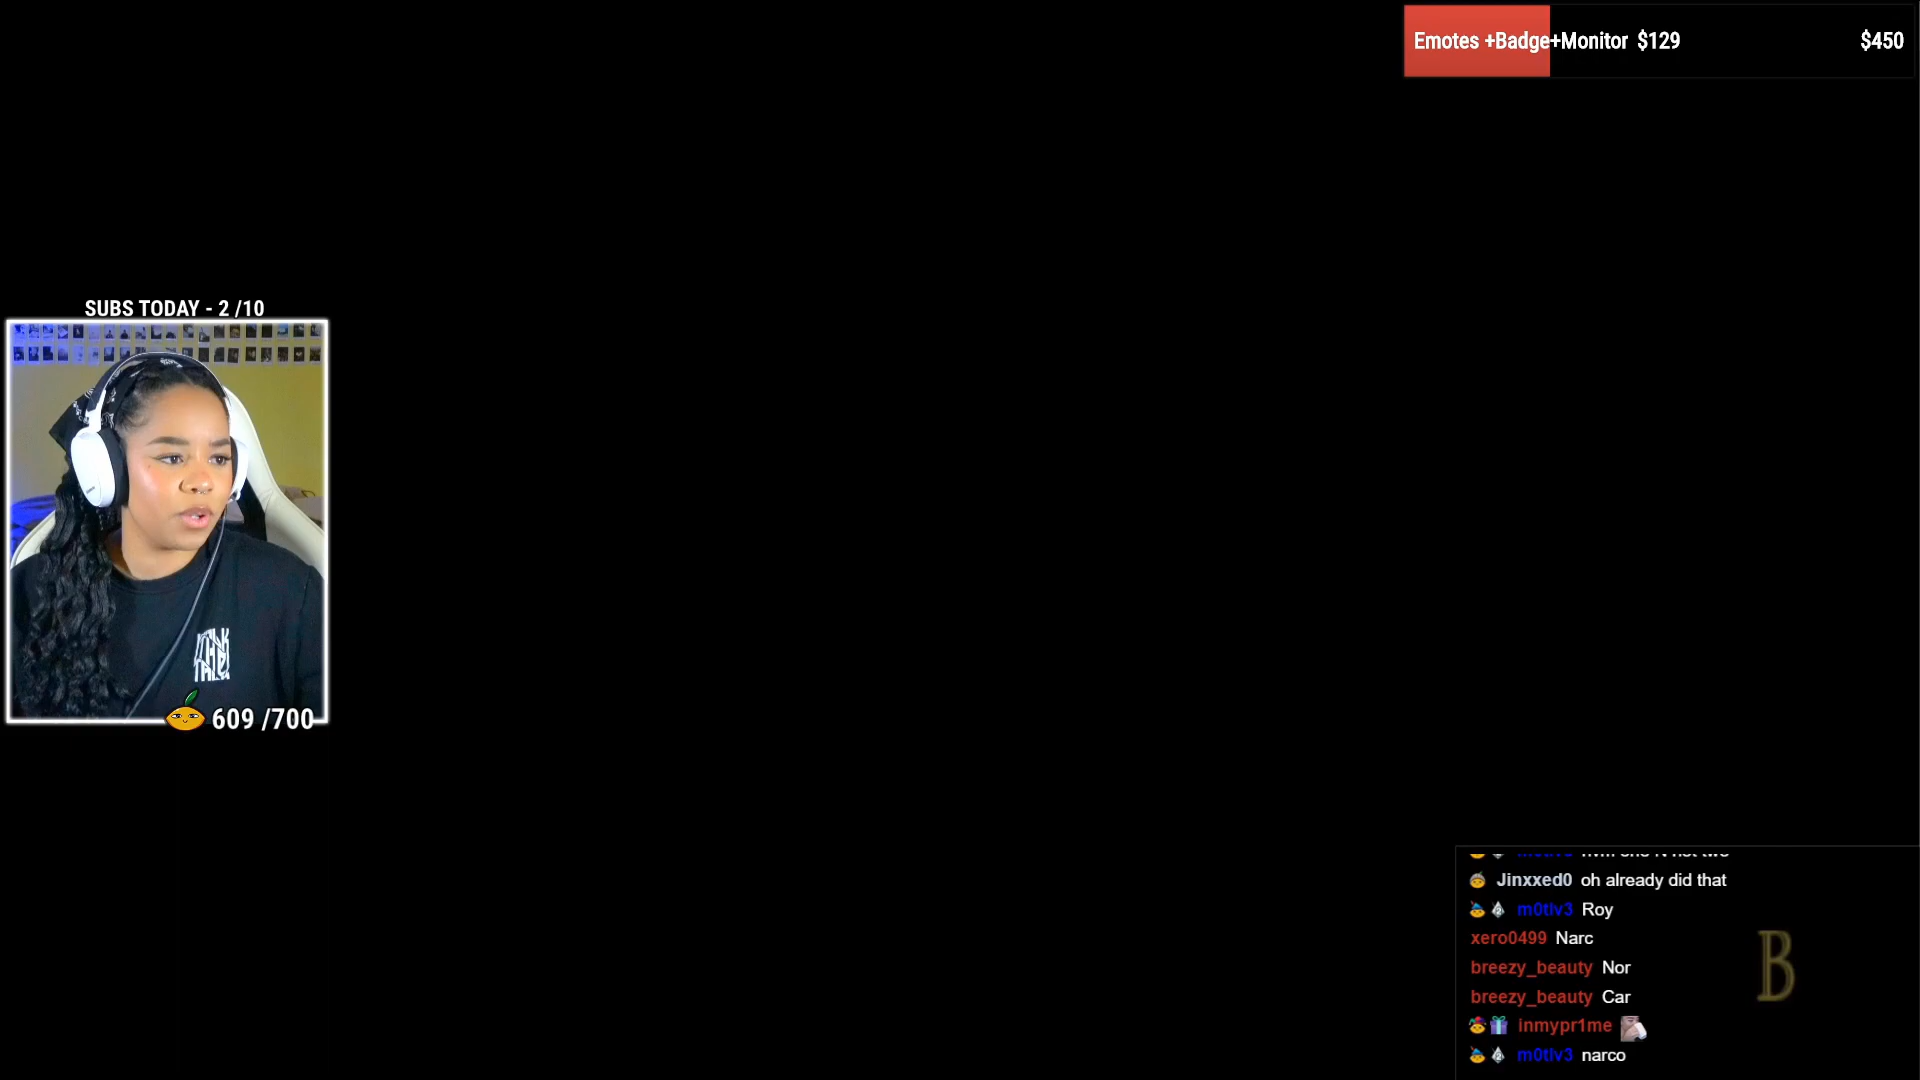 Emotes +Badge+Monitor $129 $450
SUBS TODAY - 2 /10
609 /700
Jinxxed0 oh already did that
m0tiv3 Roy
xero0499 Narc
breezy_beauty Nor
breezy_beauty Car
inmypr1me
m0tiv3 narco
B